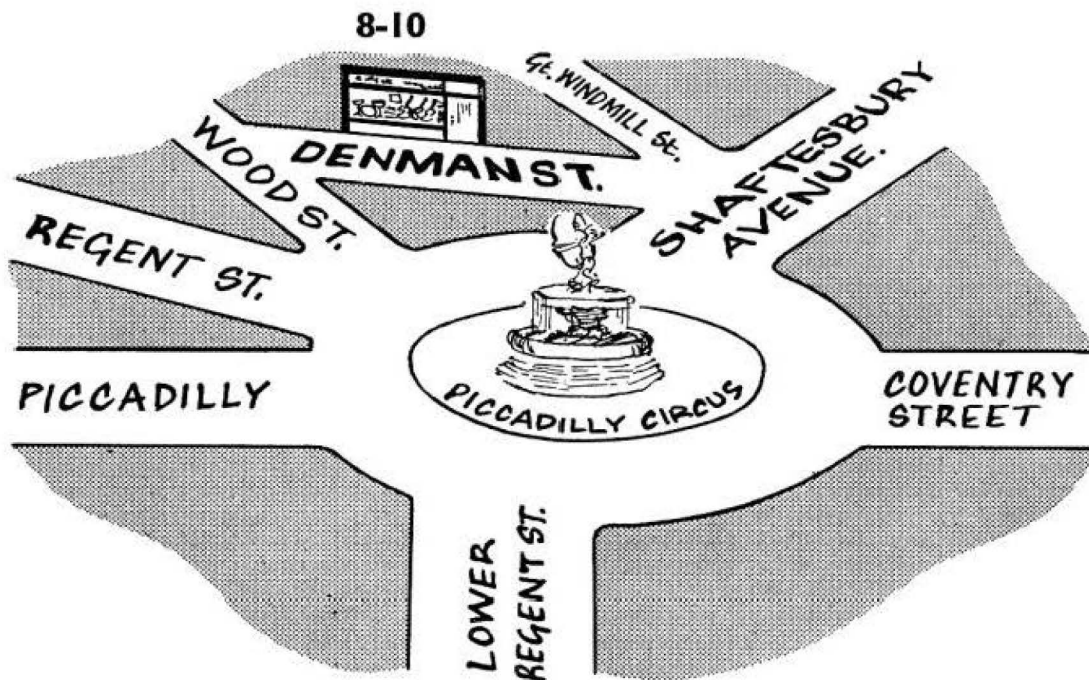 8-10
Gt. WINDMILL St.
SHAFTESBURY
AVENUE.
WOOD ST.
DENMAN ST.
REGENT ST.
PICCADILLY
PICCADILLY CIRCUS
COVENTRY
STREET
LOWER
REGENT ST.